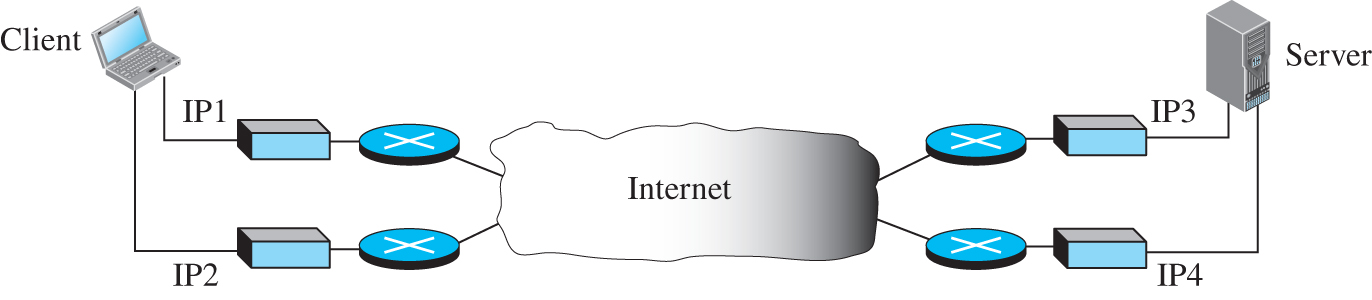 Client
Server
IP1
IP3
Internet
IP2
IP4